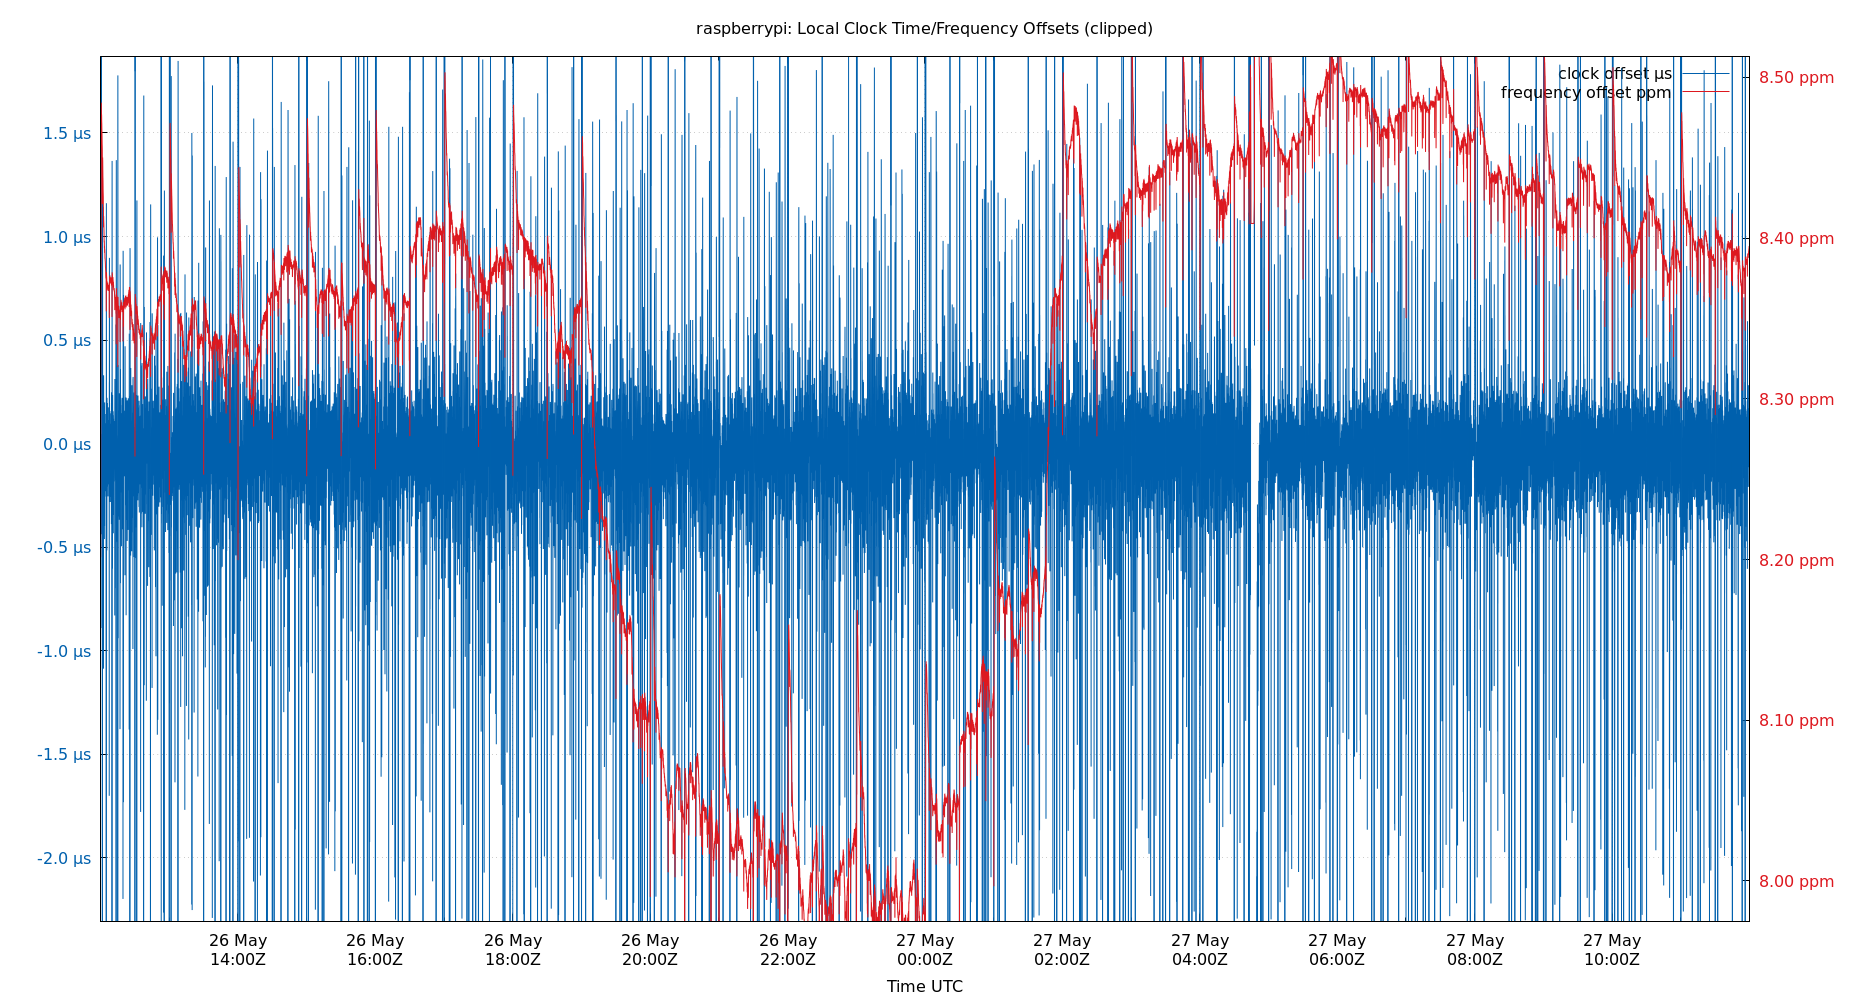 raspberrypi: Local Clock Time/Frequency Offsets (clipped)
clock offset µs
frequency offset ppm
1.5 µs
1.0 µs
0.5 µs
0.0 µs
-0.5 µs
-1.0 µs
-1.5 µs
-2.0 µs
8.50 ppm
8.40 ppm
8.30 ppm
8.20 ppm
8.10 ppm
8.00 ppm
26 May 26 May 26 May 26 May 26 May 27 May 27 May 27 May 27 May 27 May 27 May
14:00Z 16:00Z 18:00Z 20:00Z 22:00Z 00:00Z 02:00Z 04:00Z 06:00Z 08:00Z 10:00Z
Time UTC